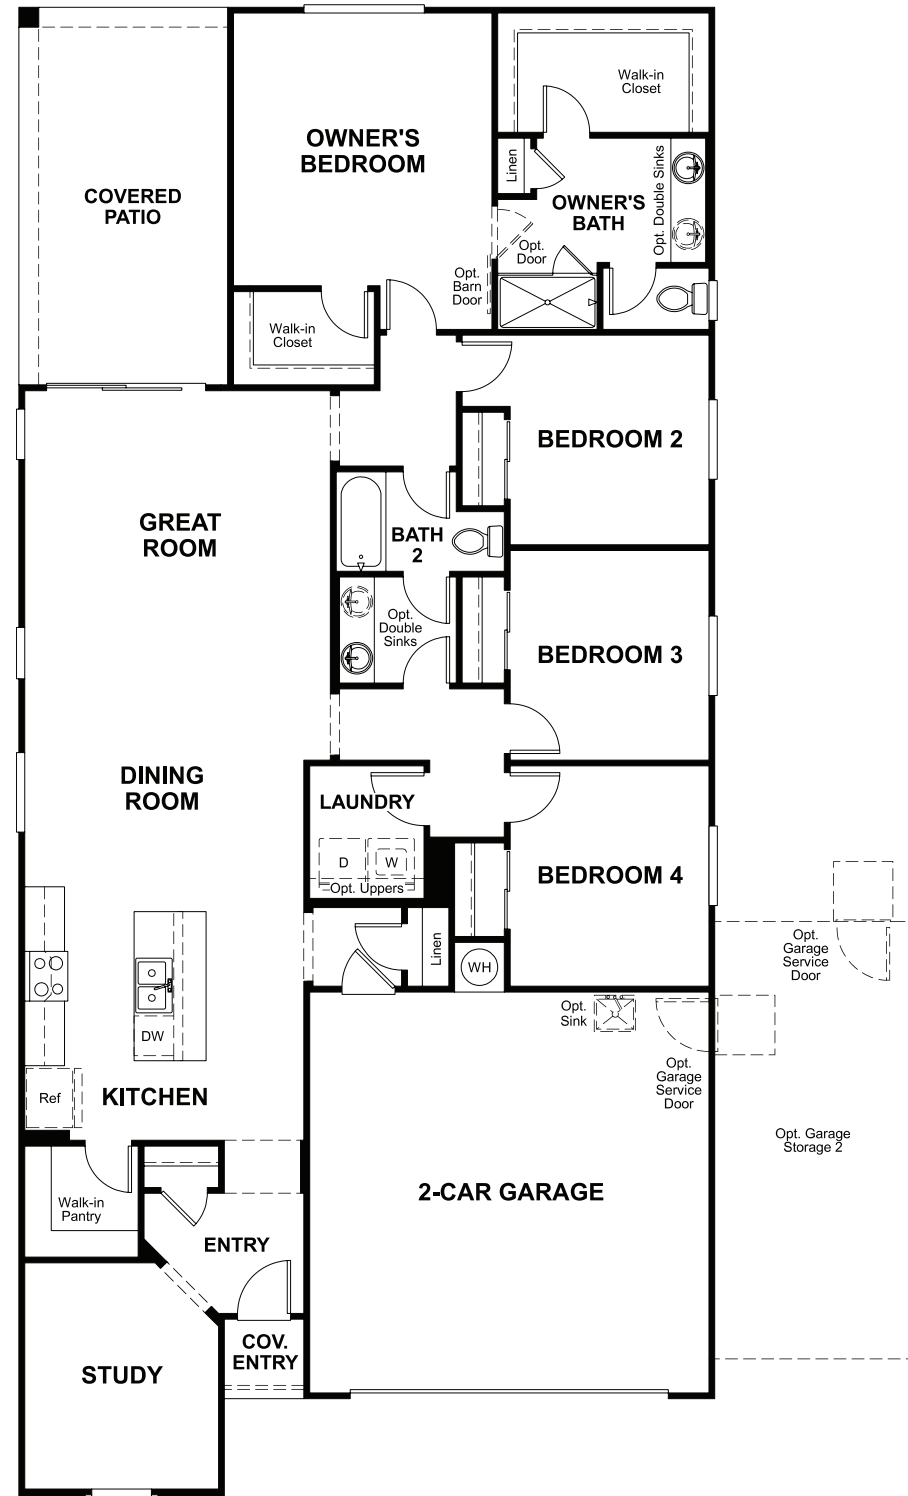 Walk-in
Closet
OWNER'S
BEDROOM
Linen
Opt. Double Sinks
COVERED
PATIO
OWNER'S
BATH
Opt.
Door
Opt.
Barn
Door
Walk-in
Closet
BEDROOM 2
GREAT
ROOM
BATH
2
Opt.
Double
Sinks
BEDROOM 3
DINING
ROOM
LAUNDRY
D
W
Opt. Uppers
BEDROOM 4
Linen
WH
Opt.
Garage
Service
Door
Opt.
Sink
DW
Opt.
Garage
Service
Door
Ref
KITCHEN
Opt. Garage
Storage 2
2-CAR GARAGE
Walk-in
Pantry
ENTRY
COV.
ENTRY
STUDY